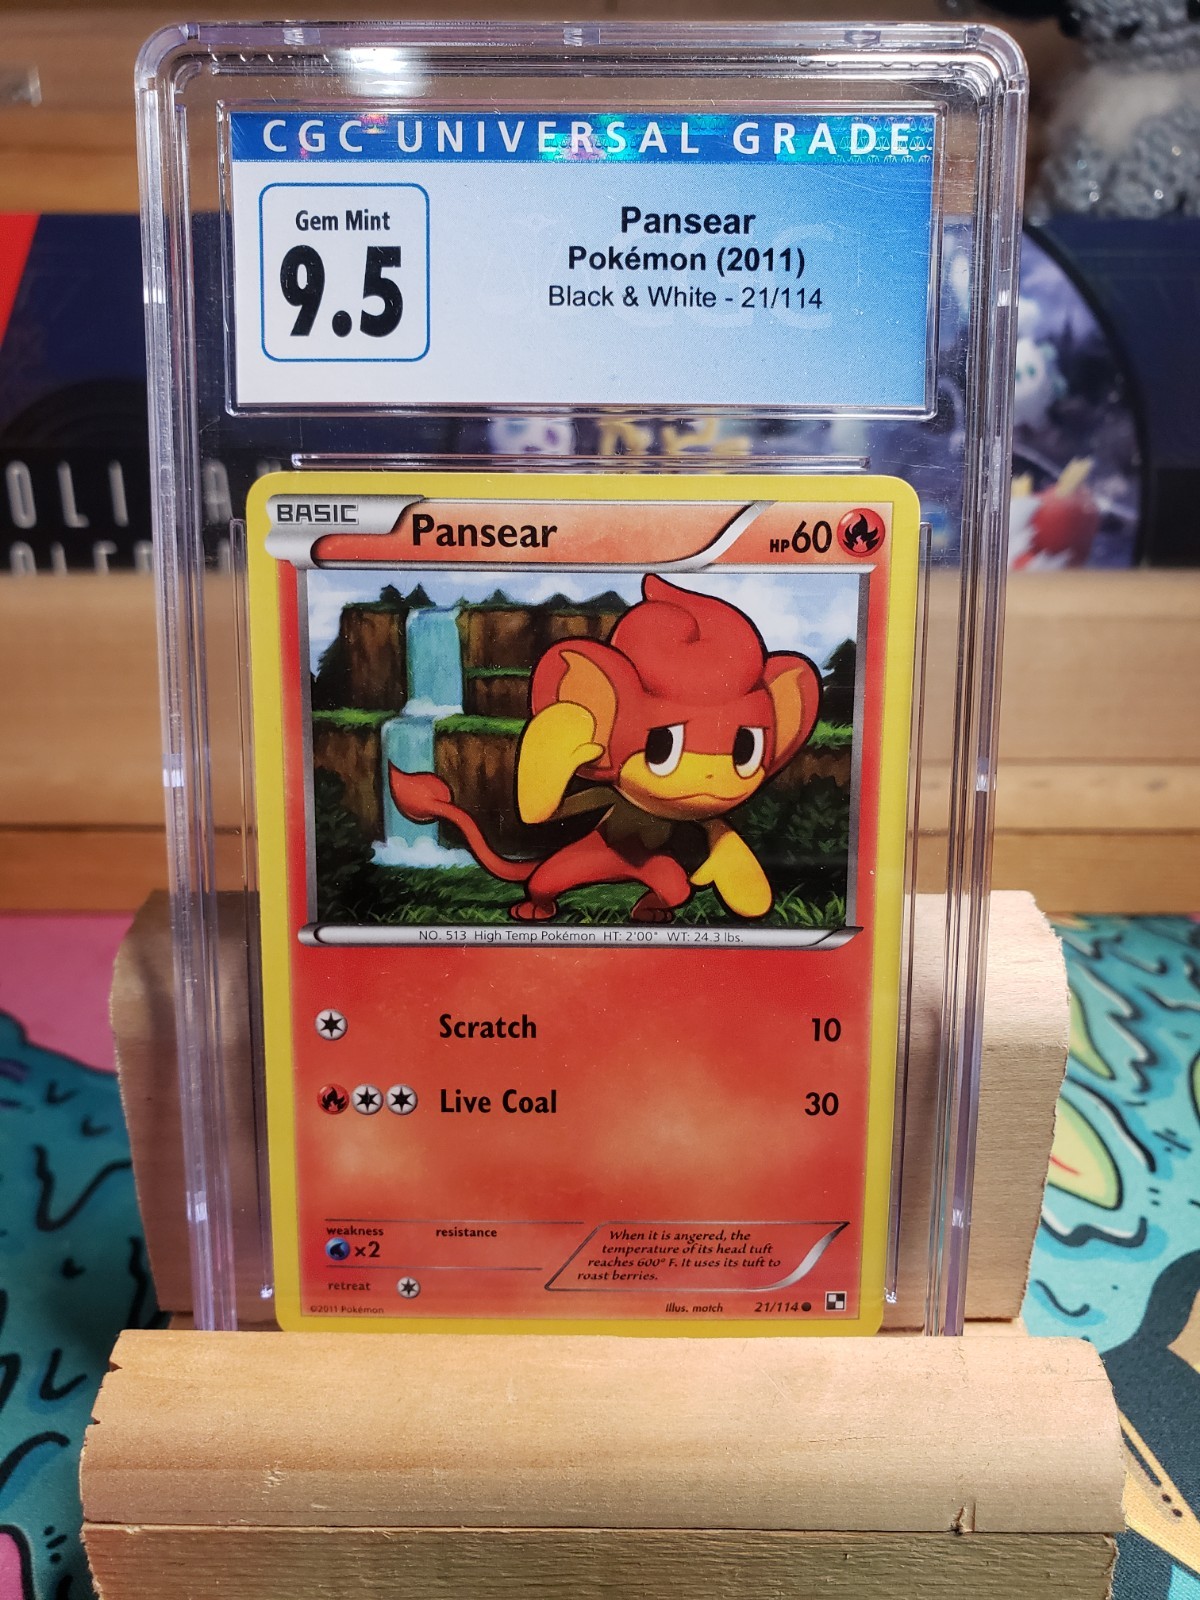 CGC UNIVERSAL GRADE
Gem Mint
9.5
Pansear
Pokémon (2011)
Black & White - 21/114
BASIC
Pansear
HP60
NO. 513 High Temp Pokémon HT: 2'00" WT: 24.3 lbs.
Scratch 10
Live Coal 30
weakness resistance
×2
retreat
When it is angered, the
temperature of its head tuft
reaches 600° F. It uses its tuft to
roast berries.
©2011 Pokémon
Illus. match 21/114